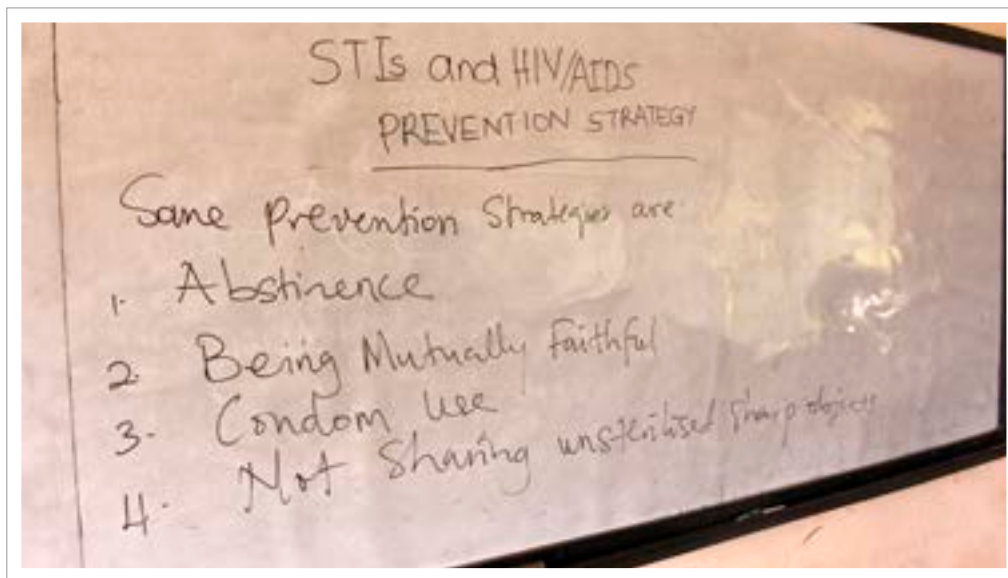 STIs and HIV/AIDS
PREVENTION STRATEGY
Some prevention strategies are
1. Abstinence
2. Being Mutually Faithful
3. Condom use
4. Not Sharing unsterilised sharp objects